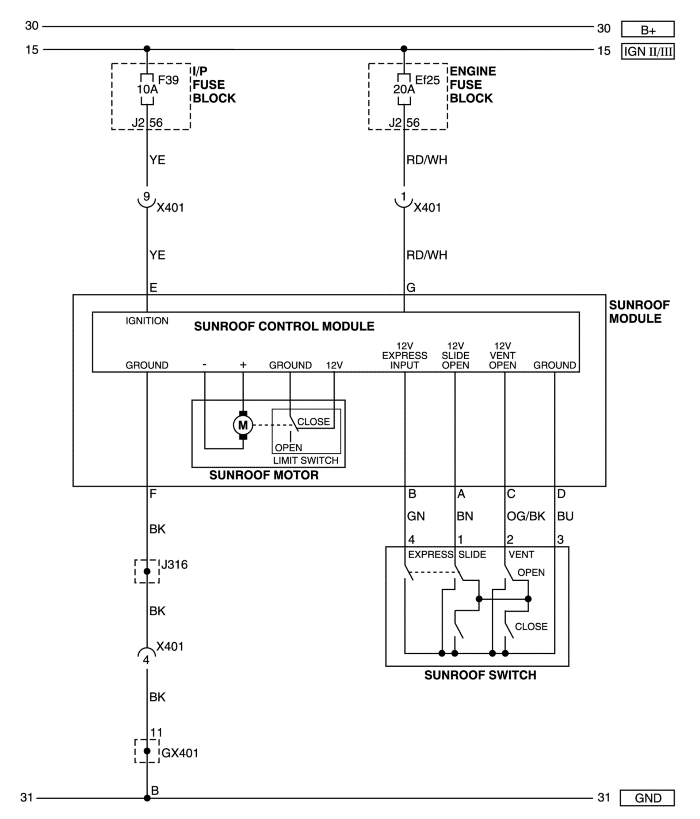 30 30 B+
15 15 IGN II/III
I/P FUSE BLOCK
F39
10A
J2 56
ENGINE FUSE BLOCK
Ef25
20A
J2 56
YE RD/WH
9 X401 1 X401
YE RD/WH
E G
SUNROOF MODULE
IGNITION
SUNROOF CONTROL MODULE
GROUND - + GROUND 12V
12V EXPRESS INPUT
12V SLIDE OPEN
12V VENT OPEN
GROUND
M
CLOSE
OPEN
LIMIT SWITCH
SUNROOF MOTOR
F B A C D
BK GN BN OG/BK BU
4 1 2 3
EXPRESS SLIDE VENT
OPEN
CLOSE
SUNROOF SWITCH
J316
BK
X401
4
BK
11
GX401
B
31 31 GND